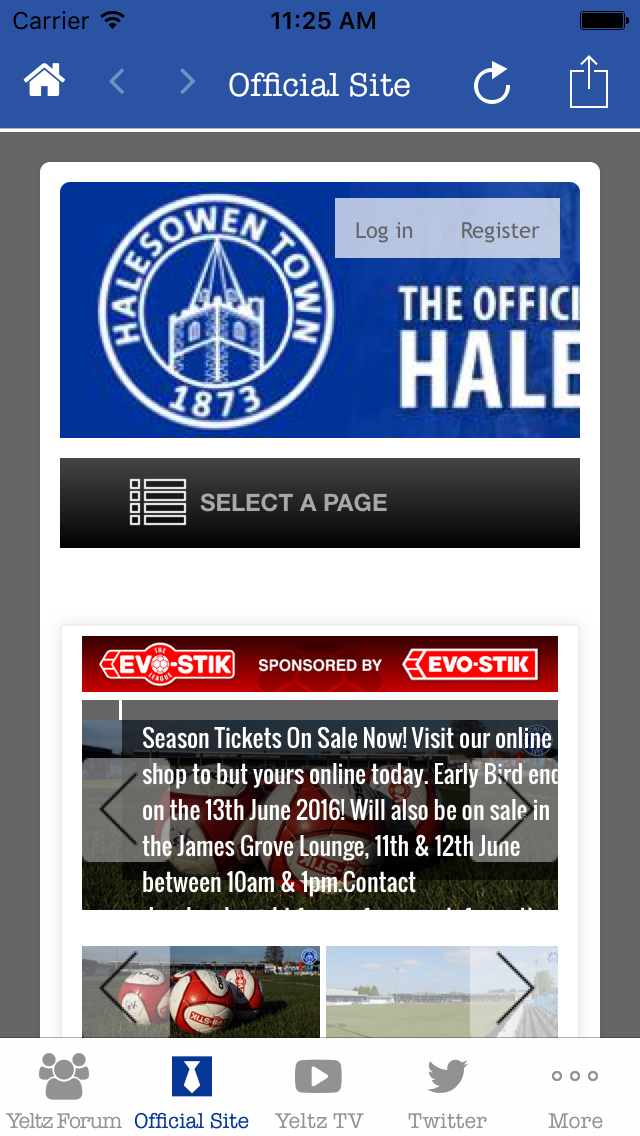 Carrier 11:25 AM
Official Site
HALESOWEN TOWN
1873
Log in Register
THE OFFICI
HALE
SELECT A PAGE
THE EVO-STIK LEAGUE SPONSORED BY EVO-STIK
Season Tickets On Sale Now! Visit our online
shop to but yours online today. Early Bird end
on the 13th June 2016! Will also be on sale in
the James Grove Lounge, 11th & 12th June
between 10am & 1pm.Contact
Yeltz Forum Official Site Yeltz TV Twitter More